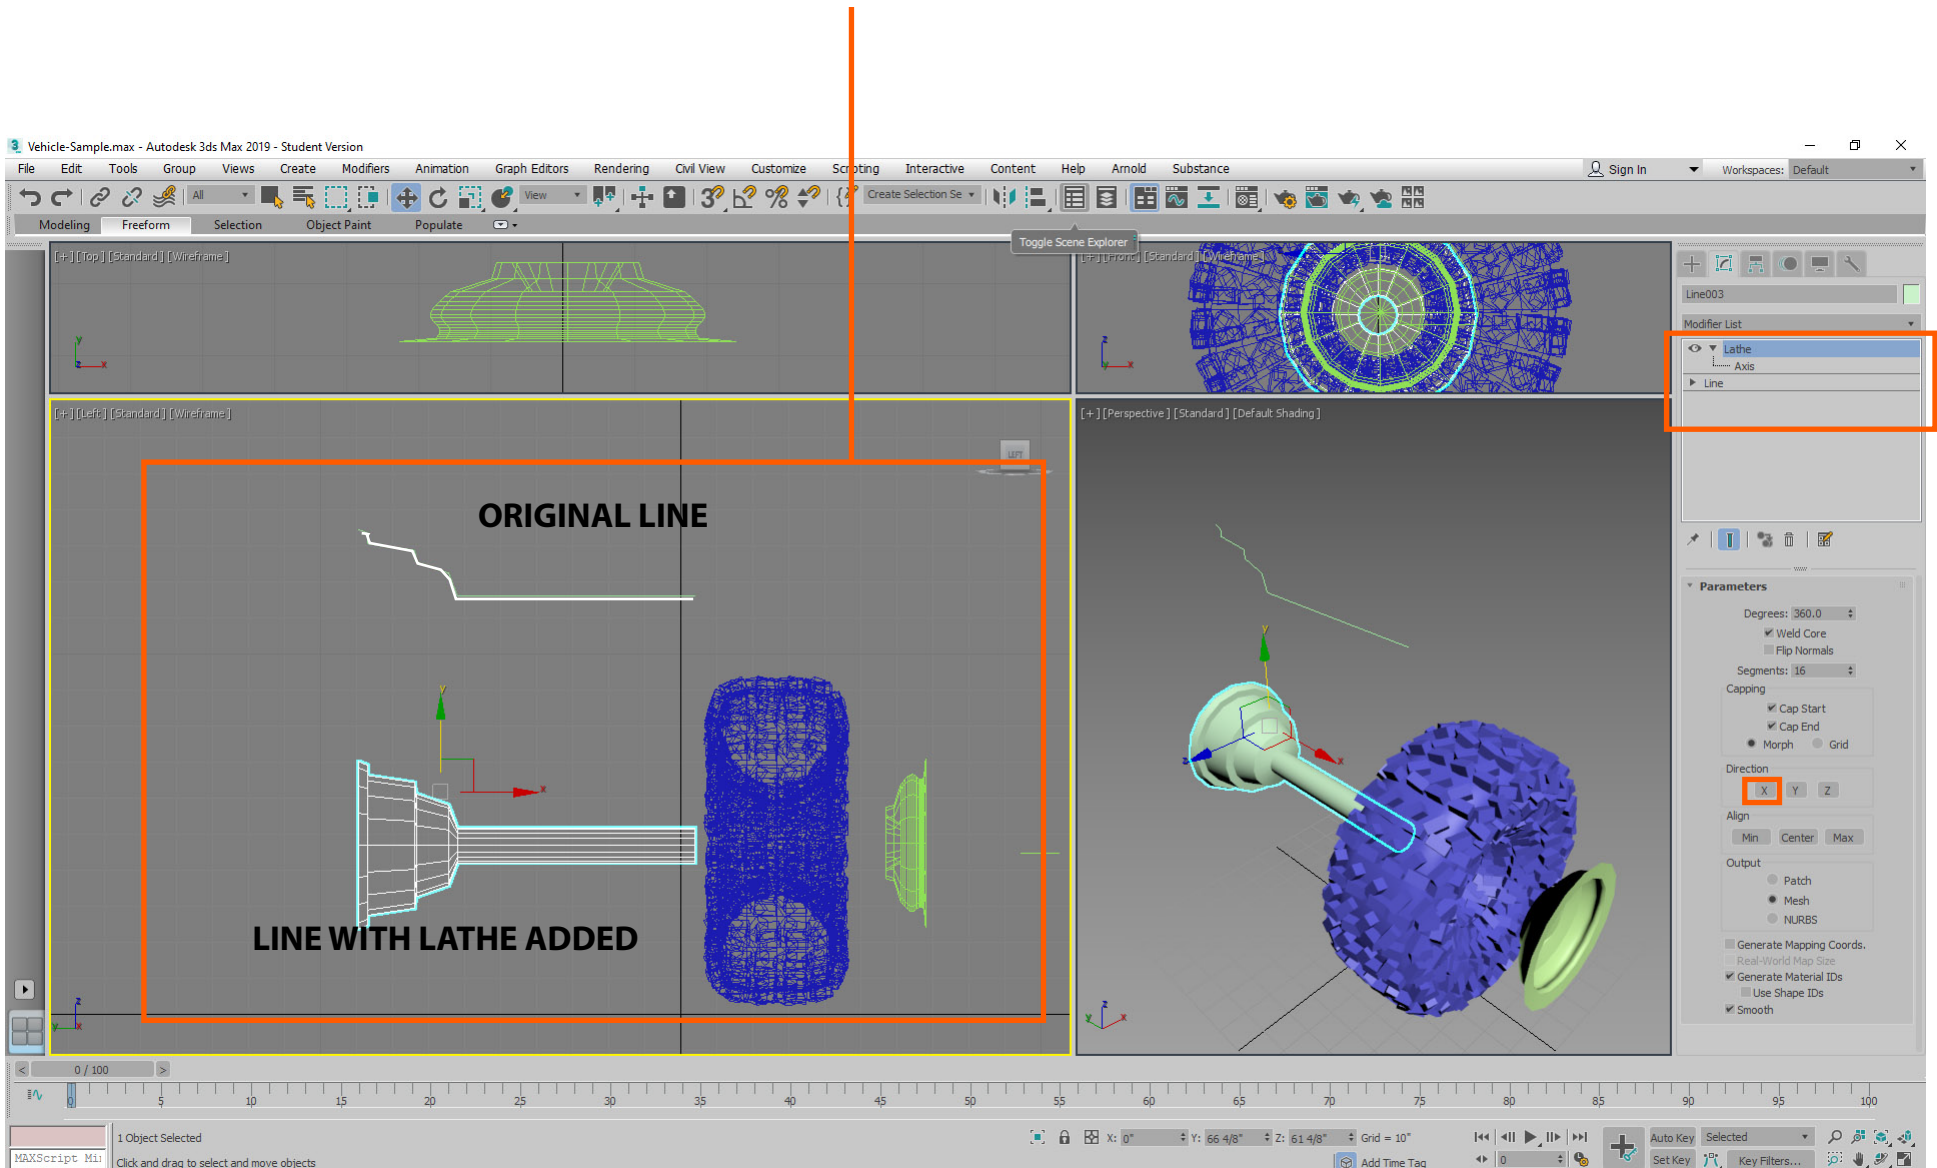 Vehicle-Sample.max - Autodesk 3ds Max 2019 - Student Version
File Edit Tools Group Views Create Modifiers Animation Graph Editors Rendering Civil View Customize Scripting Interactive Content Help Arnold Substance Sign In Workspaces: Default
All View Create Selection Se
Modeling Freeform Selection Object Paint Populate
Toggle Scene Explorer
[+][Top][Standard][Wireframe]
[+][Front][Standard][Wireframe]
[+][Left][Standard][Wireframe]
LEFT
ORIGINAL LINE
LINE WITH LATHE ADDED
[+][Perspective][Standard][Default Shading]
Line003
Modifier List
Lathe
Axis
Line
Parameters
Degrees: 360.0
Weld Core
Flip Normals
Segments: 16
Capping
Cap Start
Cap End
Morph Grid
Direction
X Y Z
Align
Min Center Max
Output
Patch
Mesh
NURBS
Generate Mapping Coords.
Real-World Map Size
Generate Material IDs
Use Shape IDs
Smooth
0 / 100
0 5 10 15 20 25 30 35 40 45 50 55 60 65 70 75 80 85 90 95 100
1 Object Selected X: 0" Y: 66 4/8" Z: 61 4/8" Grid = 10" Auto Key Selected
MAXScript Mi Click and drag to select and move objects Add Time Tag 0 Set Key Key Filters...